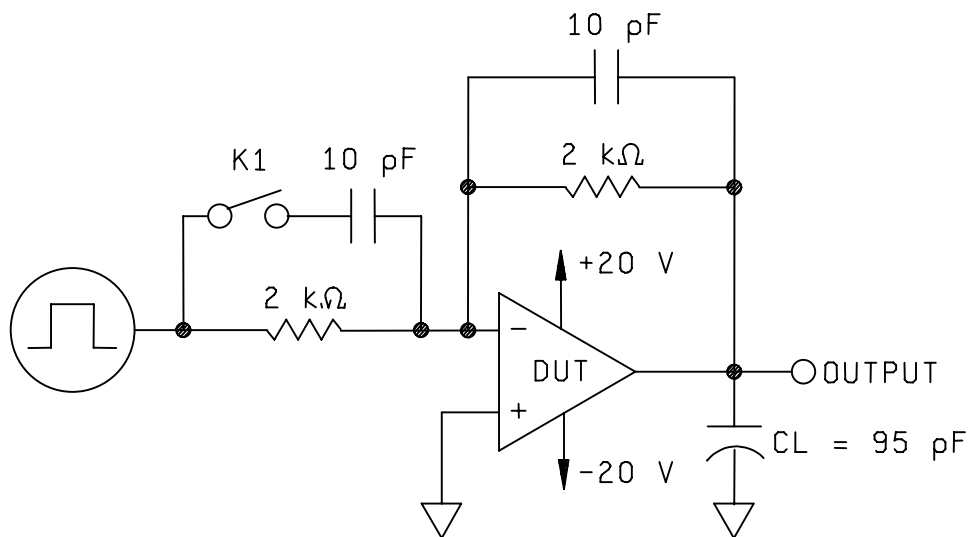 10 pF
K1 10 pF
2 kΩ
2 kΩ
+20 V
−
DUT
OUTPUT
+
CL = 95 pF
−20 V